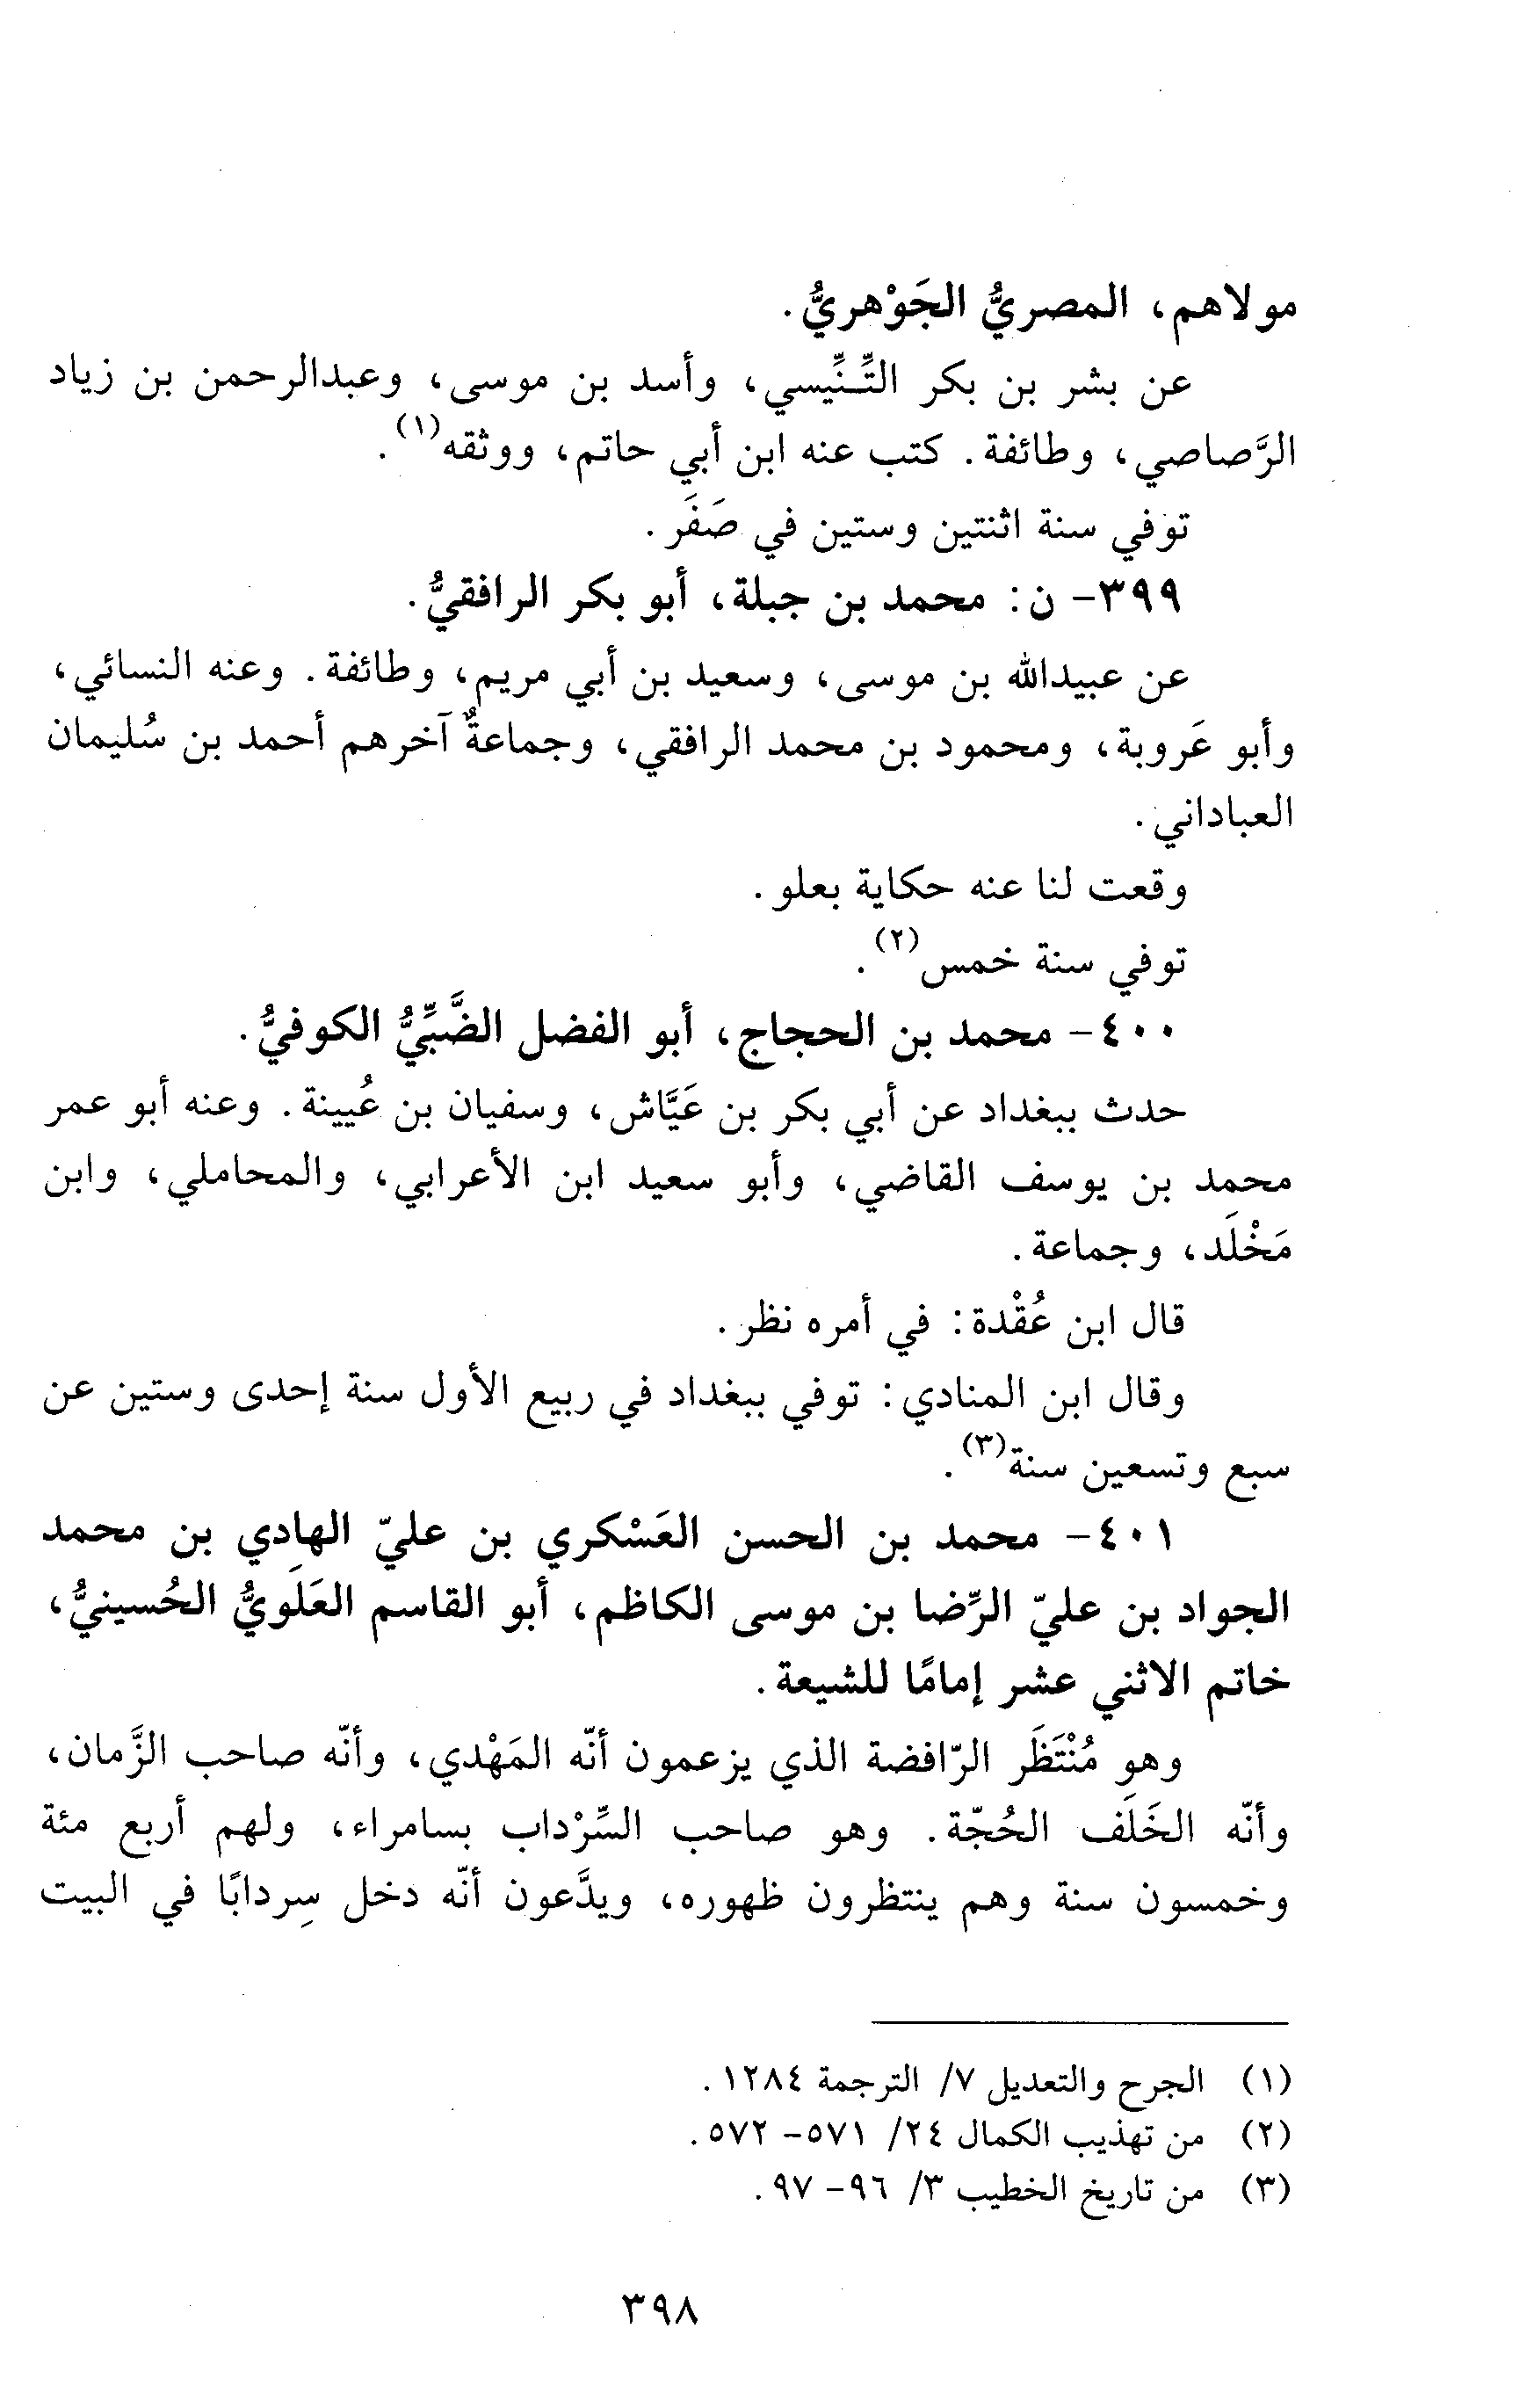 مولاهم، المصريُّ الجَوْهريُّ.
عن بشر بن بكر التِّـنِّيسي، وأسد بن موسى، وعبدالرحمن بن زياد
الرَّصاصي، وطائفة. كتب عنه ابن أبي حاتم، ووثقه(١).
توفي سنة اثنتين وستين في صَفَر.
٣٩٩- ن: محمد بن جبلة، أبو بكر الرافقيُّ.
عن عبيدالله بن موسى، وسعيد بن أبي مريم، وطائفة. وعنه النسائي،
وأبو عَروبة، ومحمود بن محمد الرافقي، وجماعةٌ آخرهم أحمد بن سُليمان
العباداني.
وقعت لنا عنه حكاية بعلو.
توفي سنة خمس(٢).
٤٠٠- محمد بن الحجاج، أبو الفضل الضَّبِّيُّ الكوفيُّ.
حدث ببغداد عن أبي بكر بن عَيَّاش، وسفيان بن عُيينة. وعنه أبو عمر
محمد بن يوسف القاضي، وأبو سعيد ابن الأعرابي، والمحاملي، وابن
مَخْلَد، وجماعة.
قال ابن عُقْدة: في أمره نظر.
وقال ابن المنادي: توفي ببغداد في ربيع الأول سنة إحدى وستين عن
سبع وتسعين سنة(٣).
٤٠١- محمد بن الحسن العَسْكري بن عليّ الهادِي بن محمد
الجواد بن عليّ الرِّضا بن موسى الكاظم، أبو القاسم العَلَويُّ الحُسينيُّ،
خاتم الاثني عشر إمامًا للشيعة.
وهو مُنْتَظَر الرّافضة الذي يزعمون أنّه المَهْدي، وأنّه صاحب الزَّمان،
وأنّه الخَلَف الحُجّة. وهو صاحب السِّرْداب بسامراء، ولهم أربع مئة
وخمسون سنة وهم ينتظرون ظهوره، ويدَّعون أنّه دخل سِردابًا في البيت
(١) الجرح والتعديل ٧/ الترجمة ١٢٨٤.
(٢) من تهذيب الكمال ٢٤/ ٥٧١- ٥٧٢.
(٣) من تاريخ الخطيب ٣/ ٩٦- ٩٧.
٣٩٨